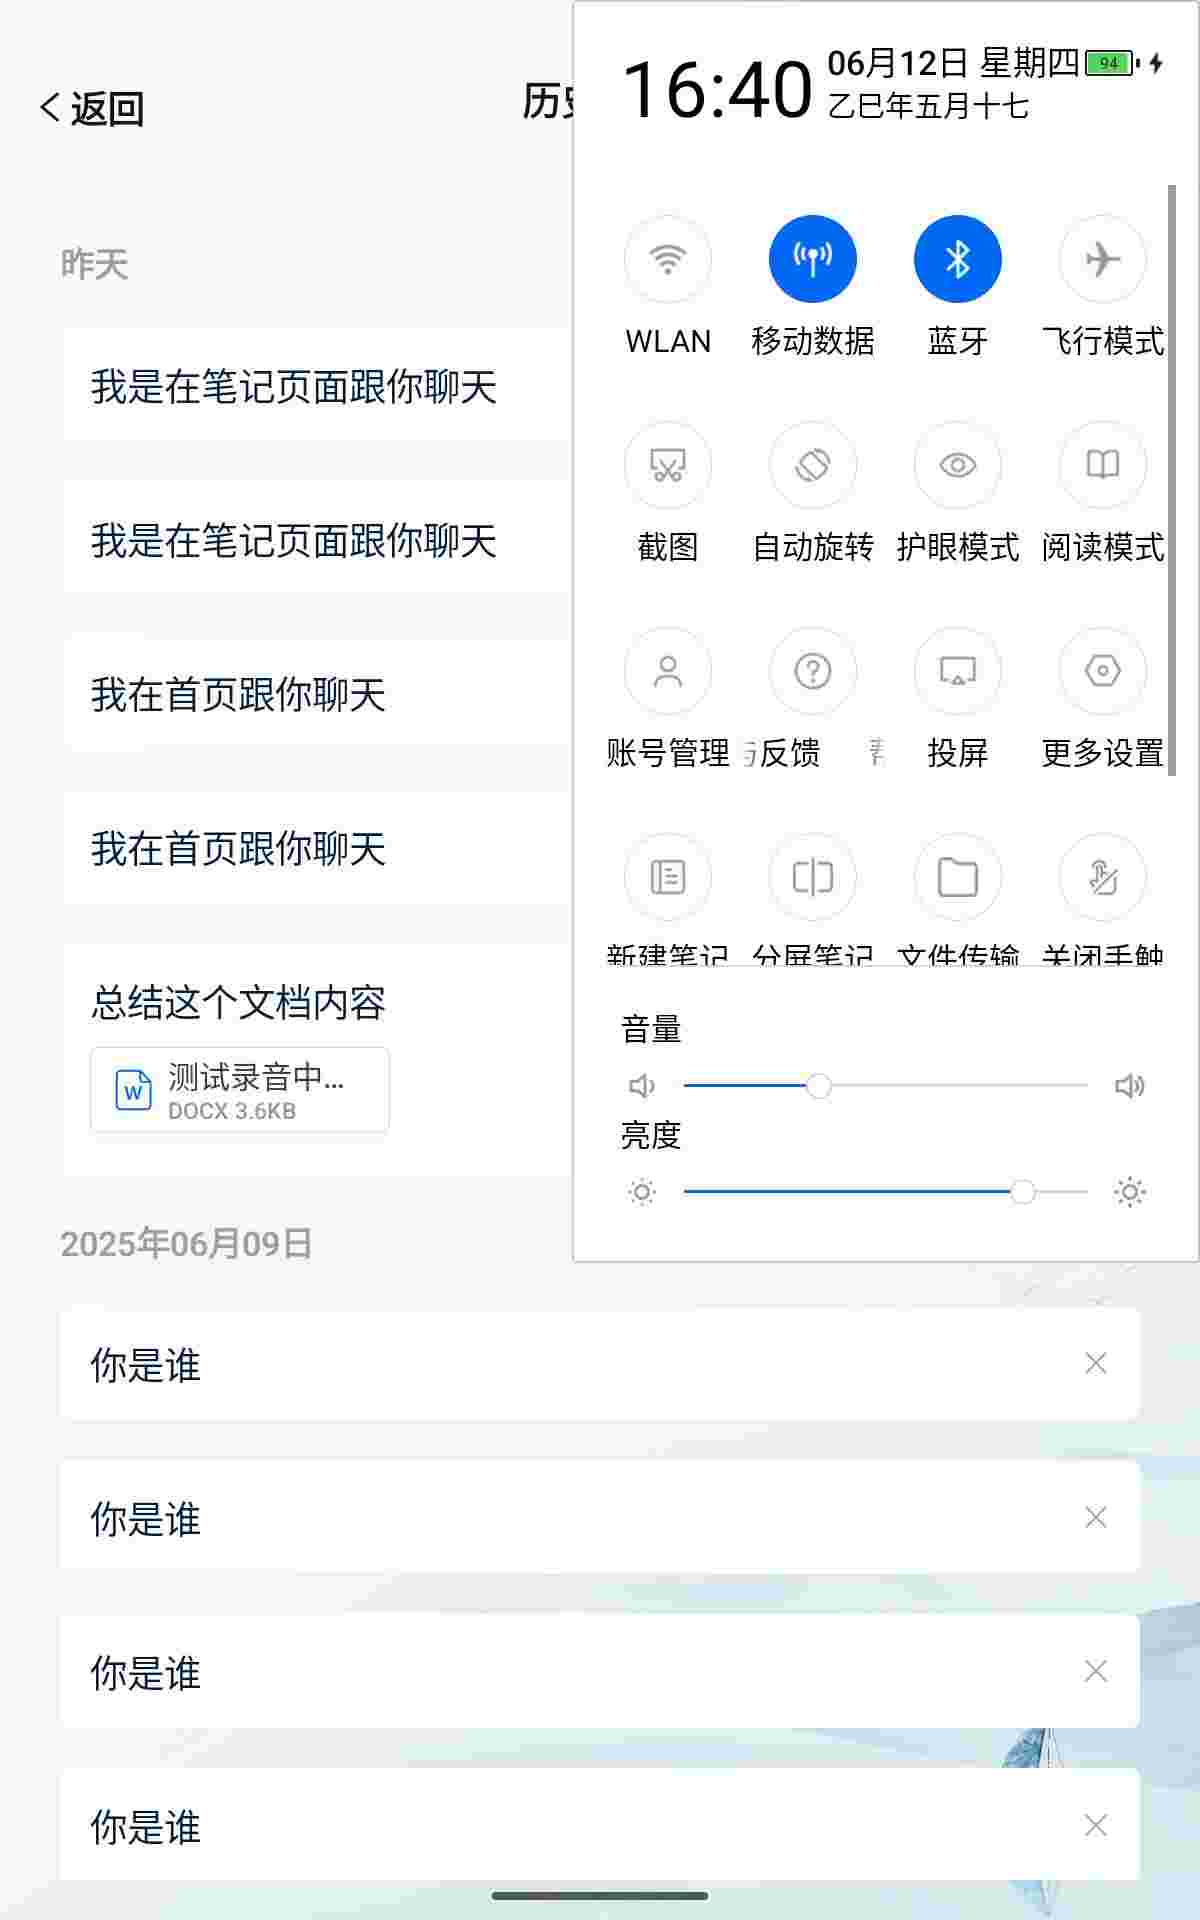 返回
历史
昨天
我是在笔记页面跟你聊天
我是在笔记页面跟你聊天
我在首页跟你聊天
我在首页跟你聊天
总结这个文档内容
W
测试录音中...
DOCX 3.6KB
2025年06月09日
你是谁
你是谁
你是谁
你是谁
16:40
06月12日 星期四
94
乙巳年五月十七
WLAN 移动数据 蓝牙 飞行模式
截图 自动旋转 护眼模式 阅读模式
账号管理 与反馈 投屏 更多设置
新建笔记 分屏笔记 文件传输 关闭手触
音量
亮度